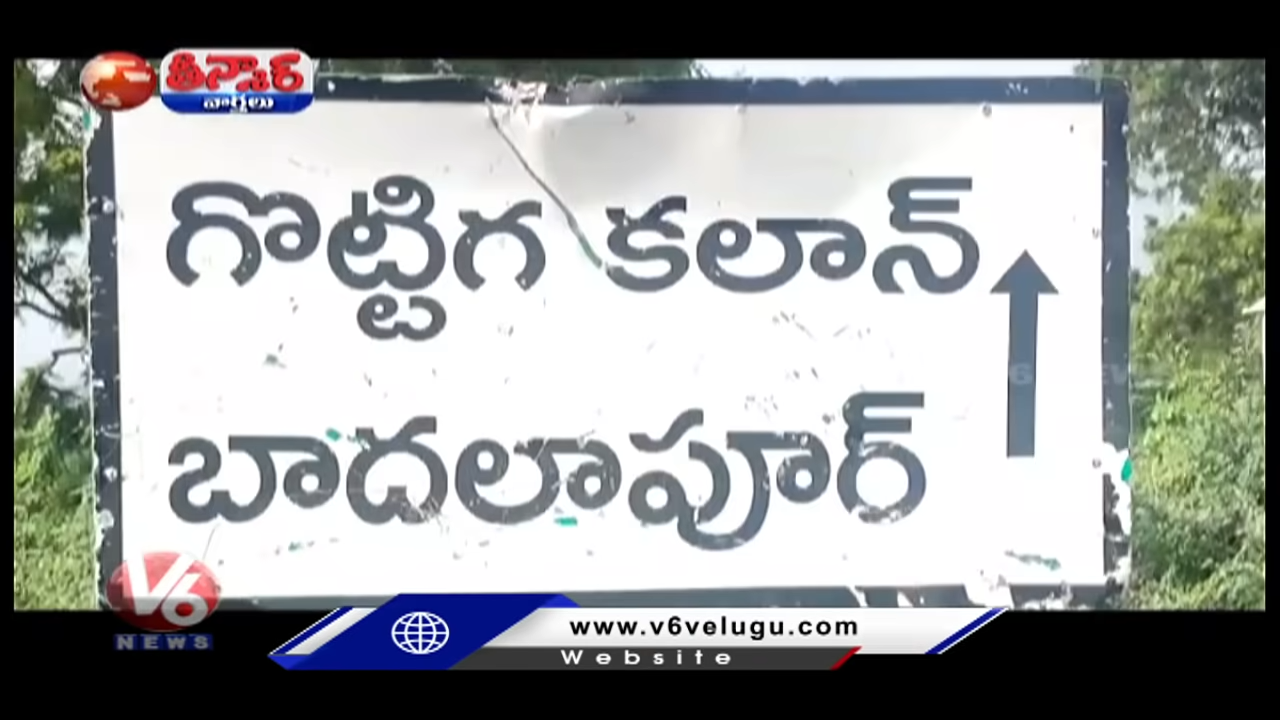 తీన్మార్
వార్తలు
గొట్టిగ కలాన్
బాదలాపూర్
V6
NEWS
www.v6velugu.com
Website